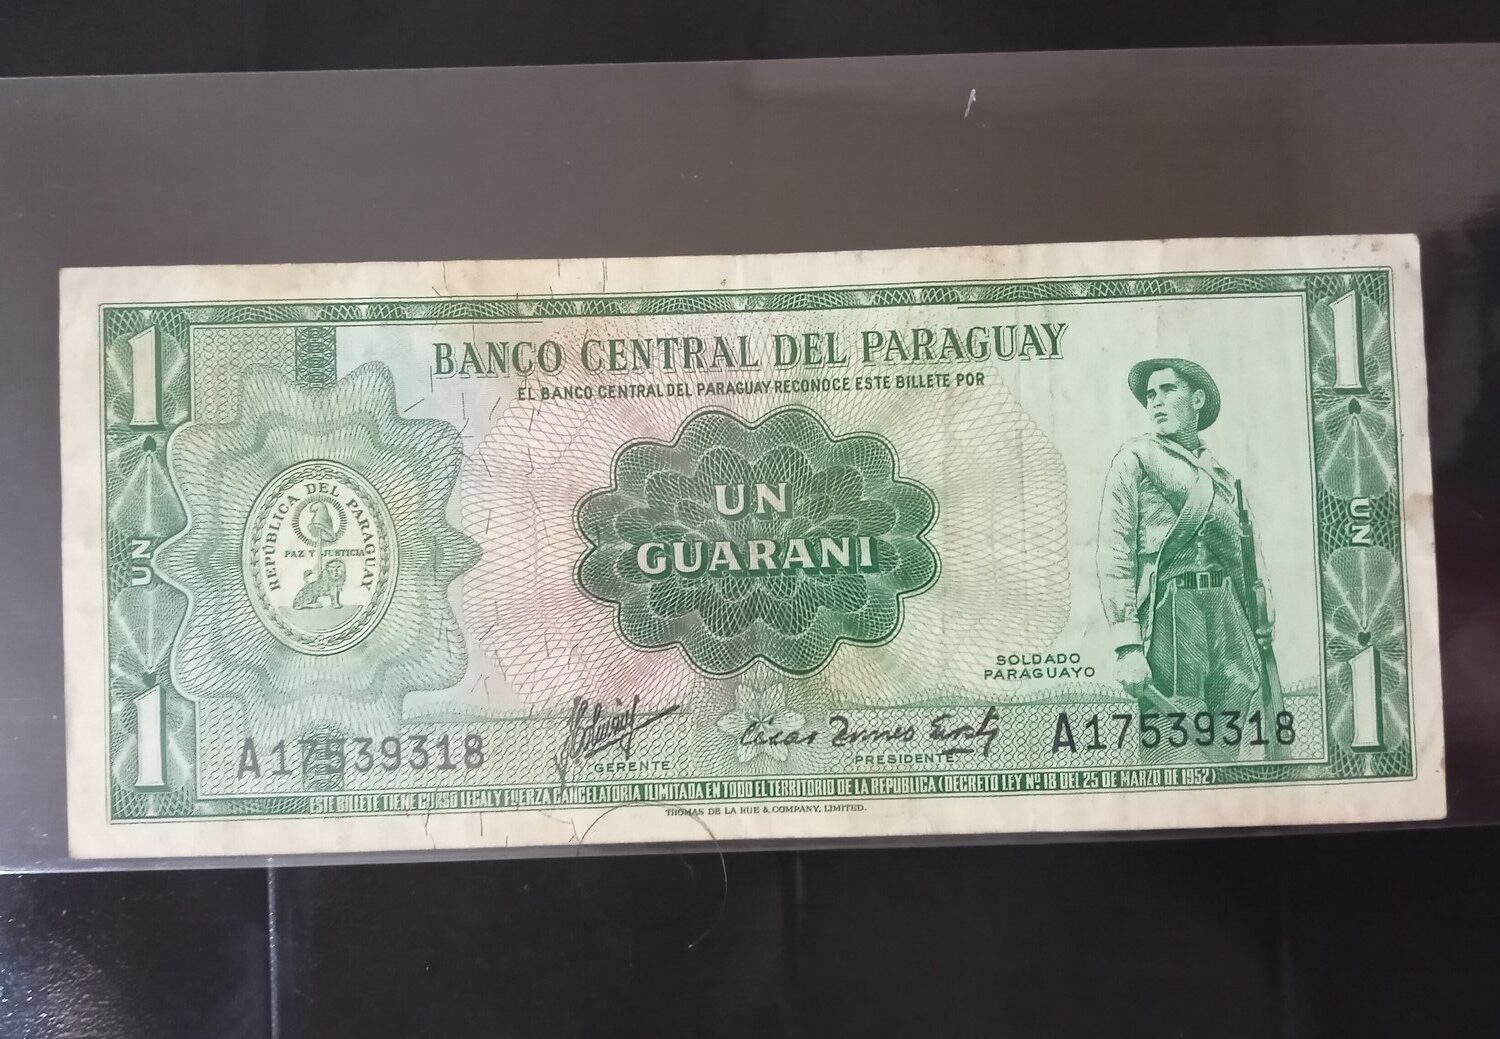 1
1
BANCO CENTRAL DEL PARAGUAY
EL BANCO CENTRAL DEL PARAGUAY RECONOCE ESTE BILLETE POR
REPÚBLICA DEL PARAGUAY
PAZ Y JUSTICIA
UN
UN
GUARANI
UN
SOLDADO
PARAGUAYO
1
1
A17539318
GERENTE
PRESIDENTE
A17539318
ESTE BILLETE TIENE CURSO LEGAL Y FUERZA CANCELATORIA ILIMITADA EN TODO EL TERRITORIO DE LA REPUBLICA (DECRETO LEY Nº 18 DEL 25 DE MARZO DE 1952)
THOMAS DE LA RUE & COMPANY, LIMITED.